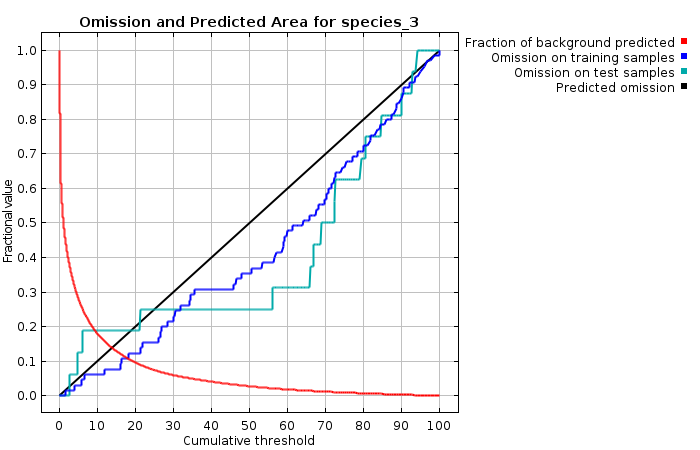 Omission and Predicted Area for species_3
Fraction of background predicted
Omission on training samples
Omission on test samples
Predicted omission
Fractional value
1.0
0.9
0.8
0.7
0.6
0.5
0.4
0.3
0.2
0.1
0.0
0 10 20 30 40 50 60 70 80 90 100
Cumulative threshold